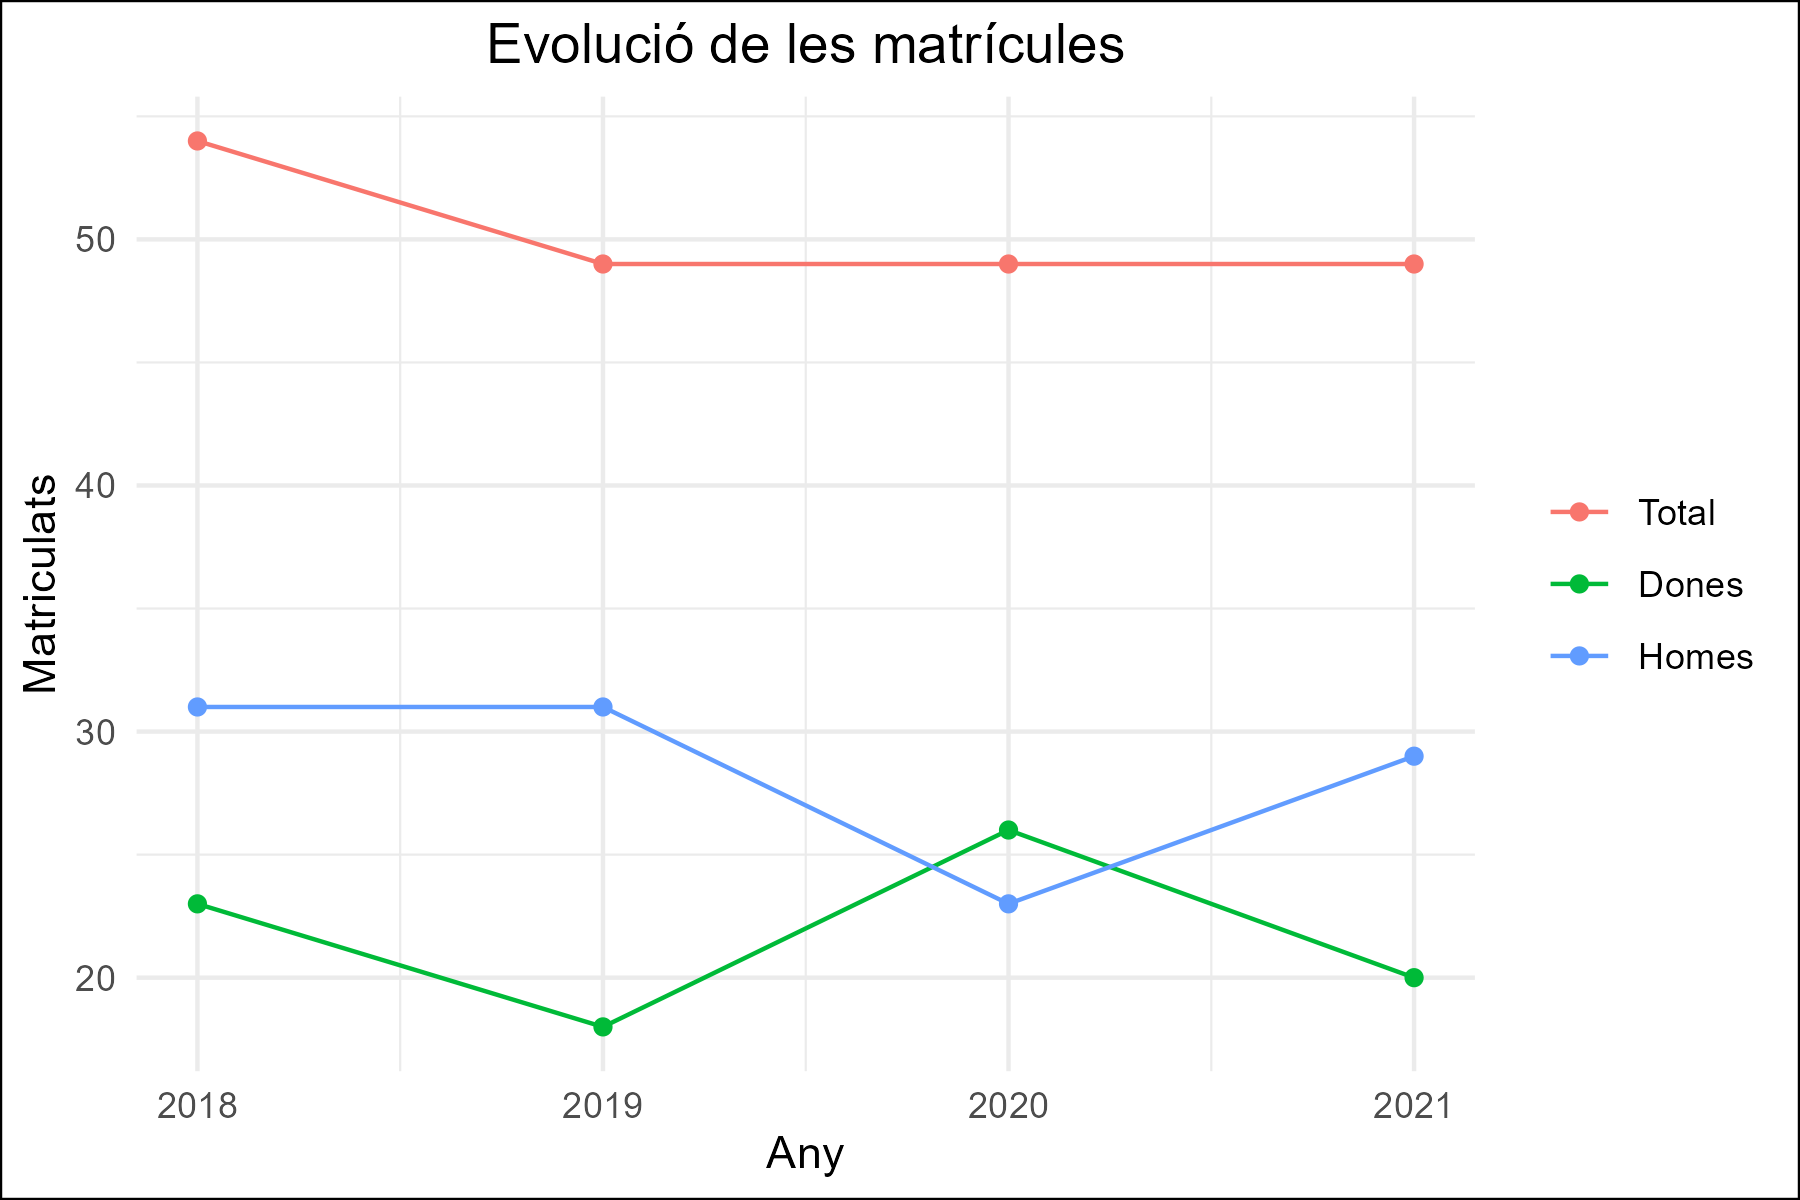 Evolució de les matrícules
Matriculats
50
40
30
20
2018
2019
2020
2021
Any
Total
Dones
Homes